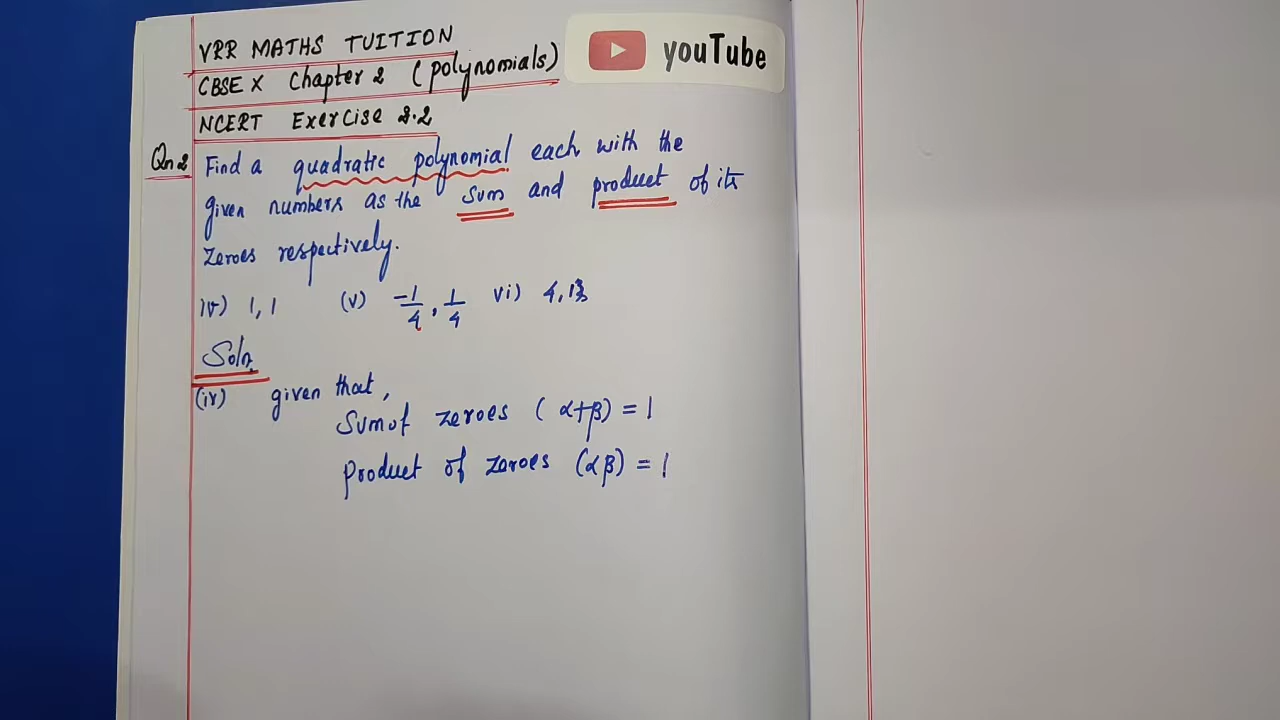 VRR MATHS TUITION
YouTube
CBSE X Chapter 2 (polynomials)
NCERT Exercise 2.2
Qn 2 Find a quadratic polynomial each with the
given numbers as the sum and product of its
zeroes respectively.
iv) 1, 1 (v) -1/4, 1/4 vi) 4, 1
Soln
(iv) given that,
Sum of zeroes (α+β) = 1
product of zeroes (αβ) = 1